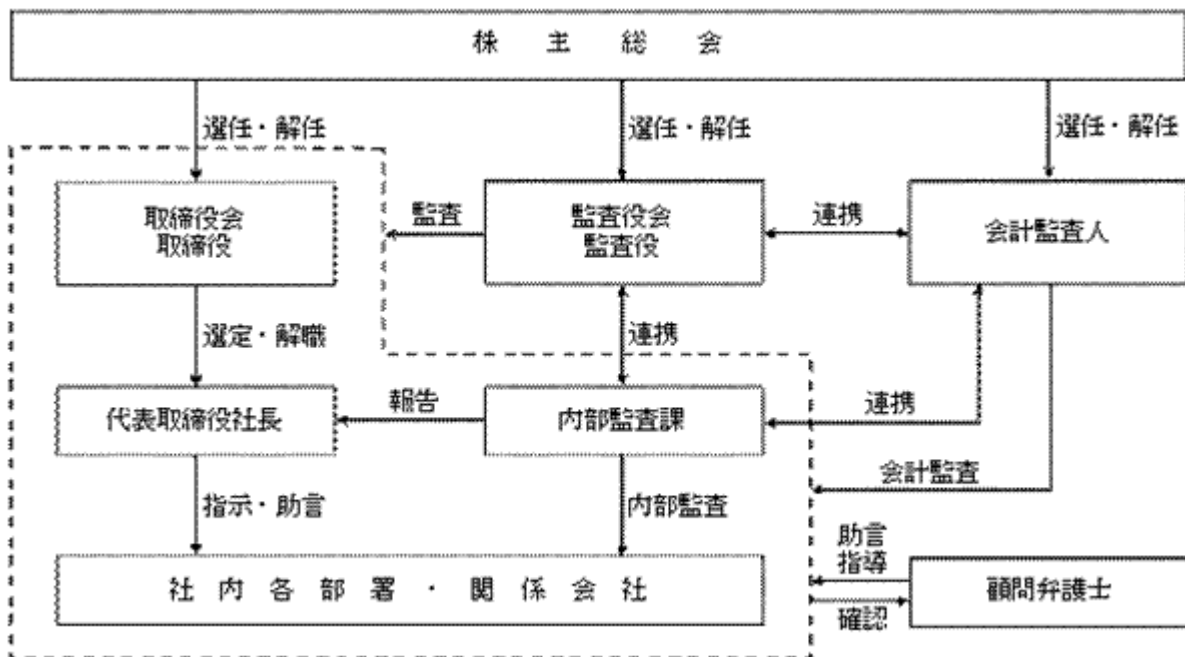 株主総会
選任・解任
選任・解任
選任・解任
取締役会
取締役
監査
監査役会
監査役
連携
会計監査人
選定・解職
連携
代表取締役社長
報告
内部監査課
連携
会計監査
指示・助言
内部監査
助言
指導
社内各部署・関係会社
顧問弁護士
確認